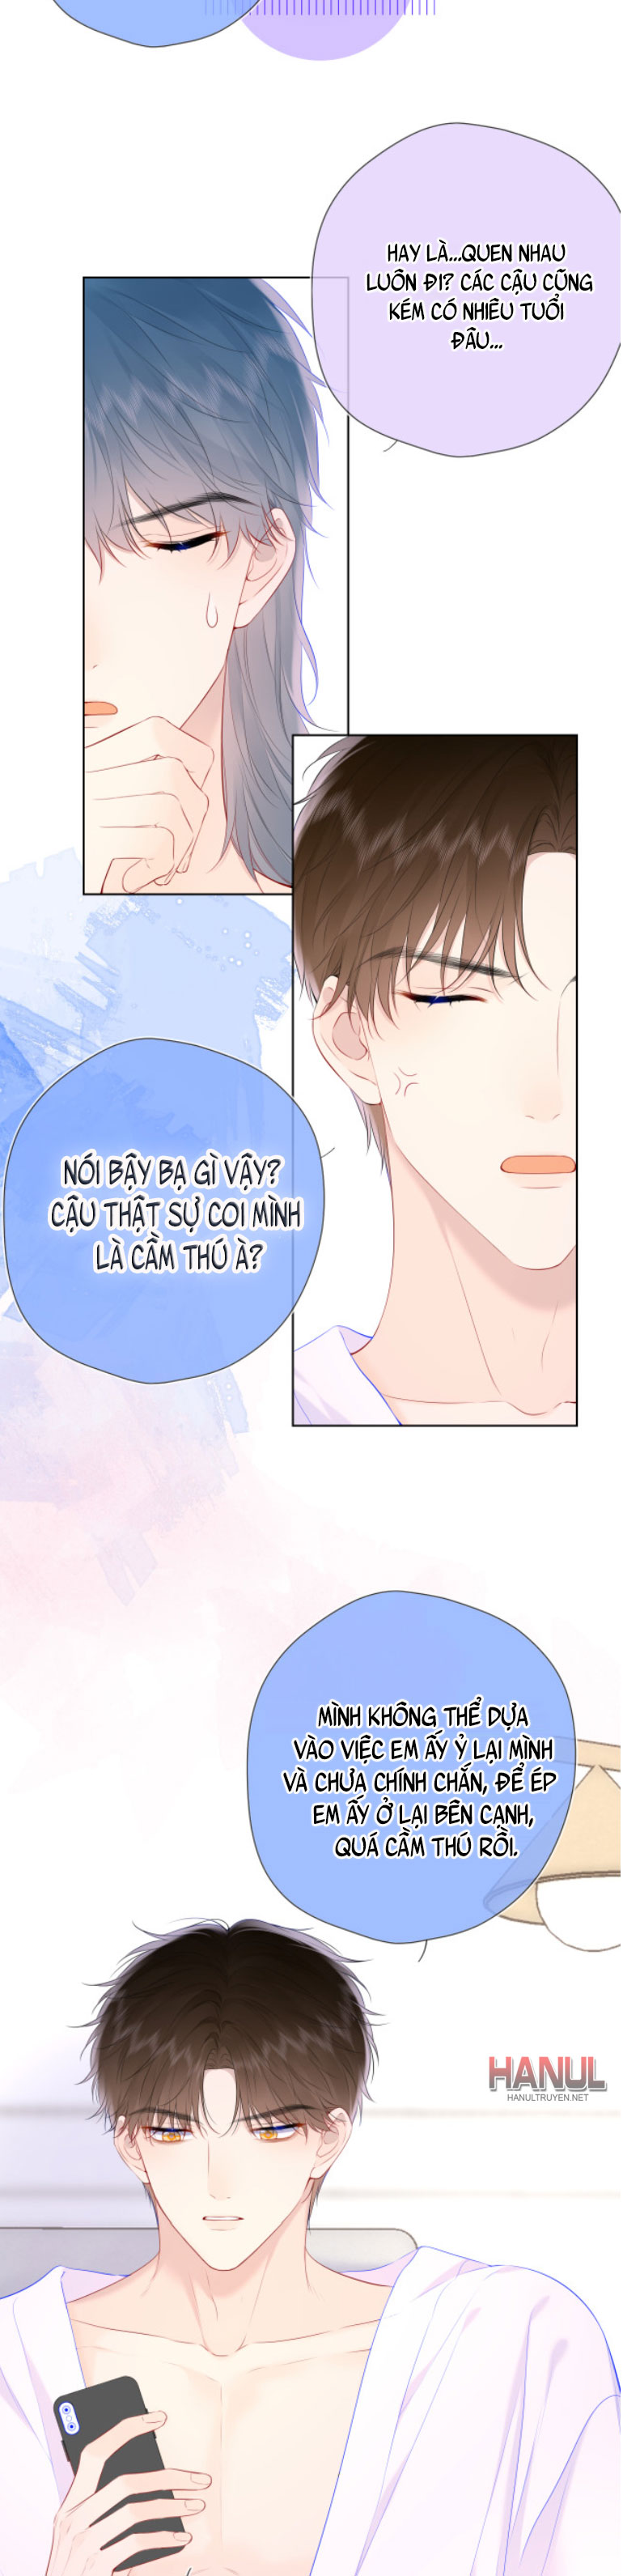 HAY LÀ...QUEN NHAU
LUÔN ĐI? CÁC CẬU CŨNG
KÉM CÓ NHIÊU TUỔI
ĐÂU...
NÓI BẬY BẠ GÌ VẬY?
CẬU THẬT SỰ COI MÌNH
LÀ CẦM THÚ À?
MÌNH KHÔNG THỂ DỰA
VÀO VIỆC EM ẤY Ỷ LẠI MÌNH
VÀ CHƯA CHÍNH CHẮN, ĐỂ ÉP
EM ẤY Ở LẠI BÊN CẠNH,
QUÁ CẦM THÚ RỒI.
HANUL
HANULTRUYEN.NET